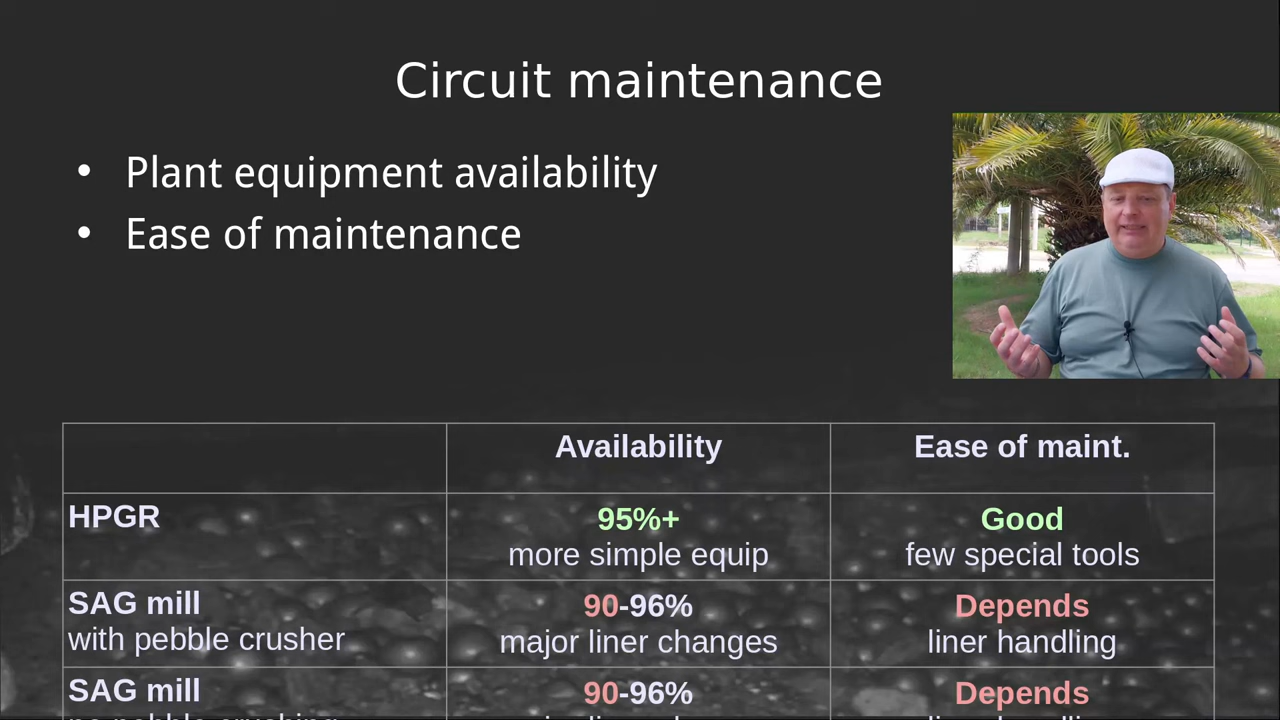 Circuit maintenance
• Plant equipment availability
• Ease of maintenance
Availability Ease of maint.
HPGR 95%+ Good
more simple equip few special tools
SAG mill 90-96% Depends
with pebble crusher major liner changes liner handling
SAG mill 90-96% Depends